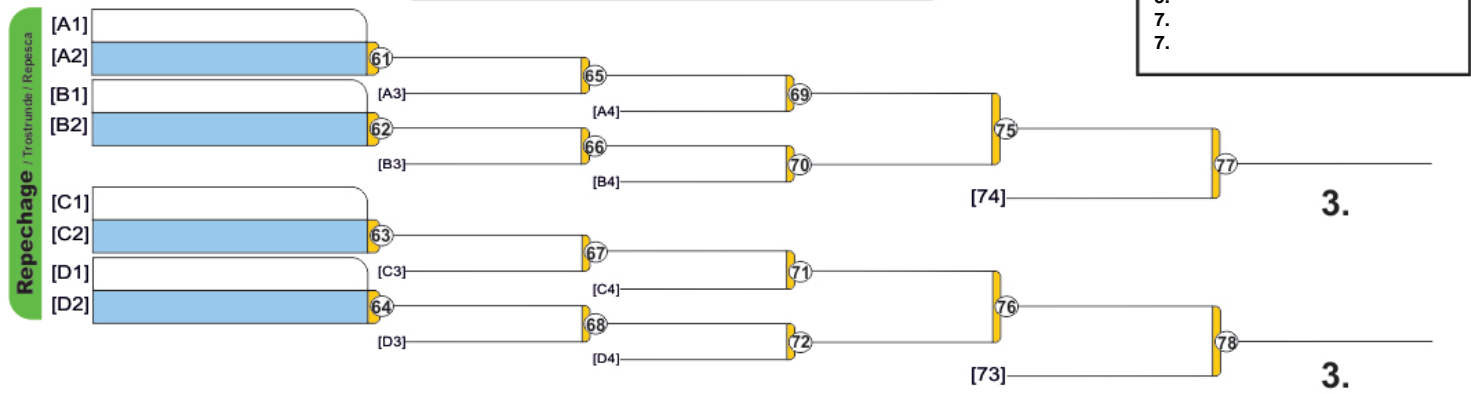 Repechage / Trostrunde / Repesca
7.
7.
[A1]
[A2]
61
[A3]
65
[A4]
69
[B1]
[B2]
62
[B3]
66
[B4]
70
75
[74]
77
3.
[C1]
[C2]
63
[C3]
67
[C4]
71
[D1]
[D2]
64
[D3]
68
[D4]
72
76
[73]
78
3.